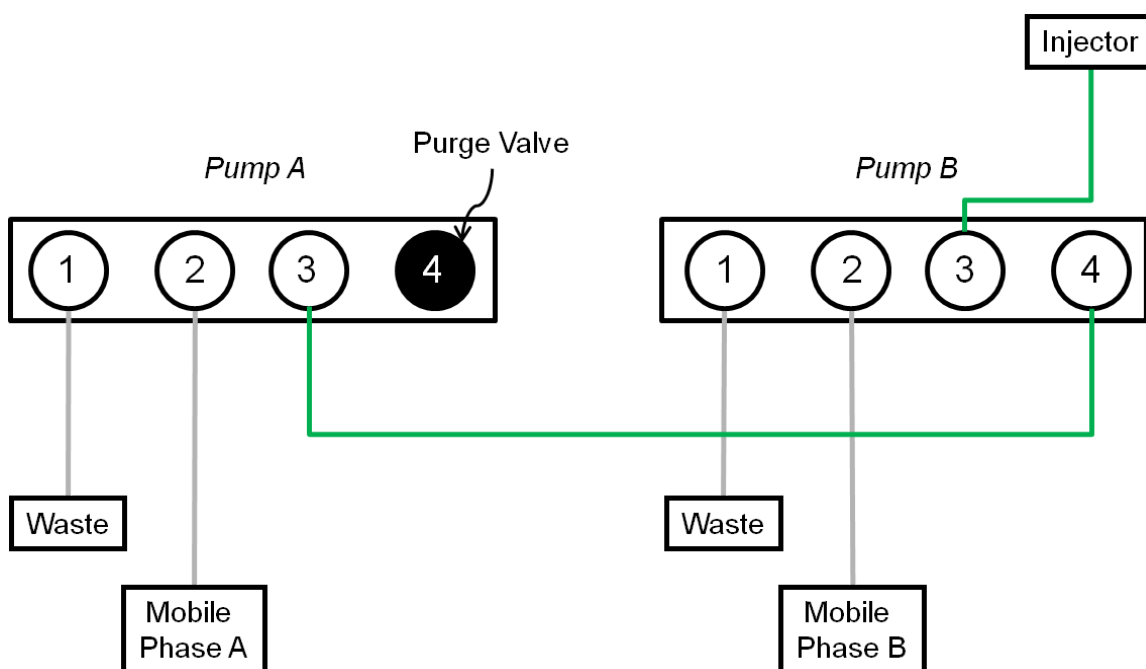 Injector
Purge Valve
Pump A
Pump B
1 2 3 4
1 2 3 4
Waste
Waste
Mobile
Phase A
Mobile
Phase B